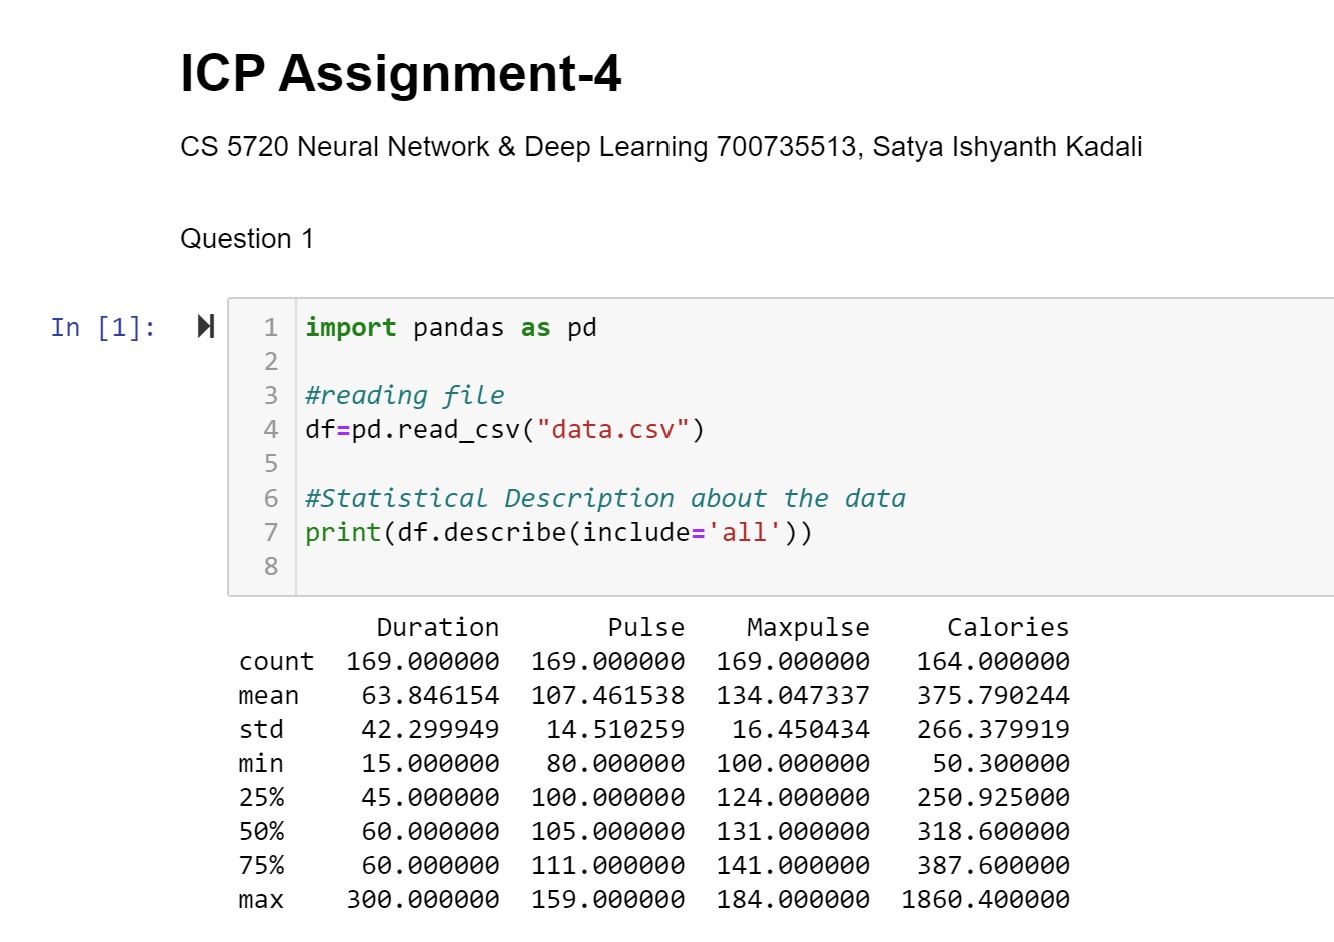 ICP Assignment-4
CS 5720 Neural Network & Deep Learning 700735513, Satya Ishyanth Kadali
Question 1
In [1]:
1 import pandas as pd
2
3 #reading file
4 df=pd.read_csv("data.csv")
5
6 #Statistical Description about the data
7 print(df.describe(include='all'))
8
Duration Pulse Maxpulse Calories
count 169.000000 169.000000 169.000000 164.000000
mean 63.846154 107.461538 134.047337 375.790244
std 42.299949 14.510259 16.450434 266.379919
min 15.000000 80.000000 100.000000 50.300000
25% 45.000000 100.000000 124.000000 250.925000
50% 60.000000 105.000000 131.000000 318.600000
75% 60.000000 111.000000 141.000000 387.600000
max 300.000000 159.000000 184.000000 1860.400000